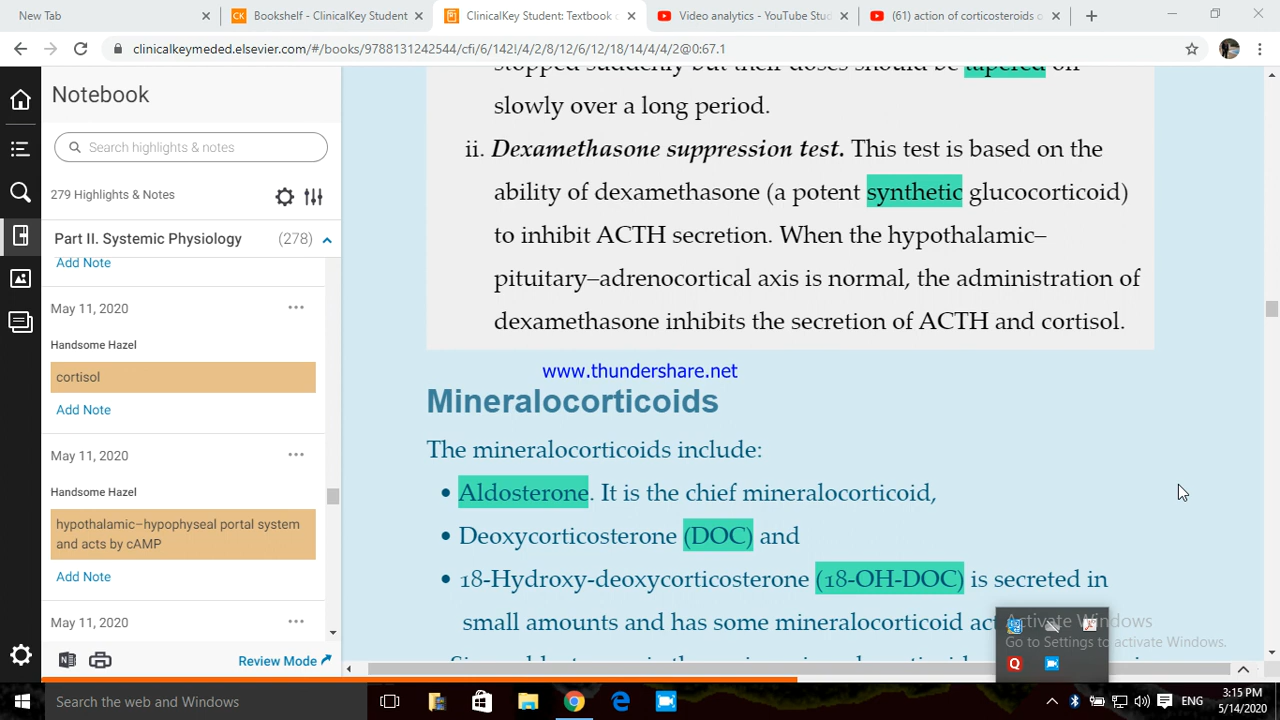 New Tab
Bookshelf - ClinicalKey Student
ClinicalKey Student: Textbook
Video analytics - YouTube Stud
(61) action of corticosteroids o
clinicalkeymeded.elsevier.com/#/books/9788131242544/cfi/6/142!/4/2/8/12/6/12/18/14/4/4/2@0:67.1
Notebook
Search highlights & notes
279 Highlights & Notes
Part II. Systemic Physiology (278)
Add Note
May 11, 2020
Handsome Hazel
cortisol
Add Note
May 11, 2020
Handsome Hazel
hypothalamic–hypophyseal portal system
and acts by cAMP
Add Note
May 11, 2020
Review Mode
stopped suddenly but their doses should be tapered off
slowly over a long period.
ii. Dexamethasone suppression test. This test is based on the
ability of dexamethasone (a potent synthetic glucocorticoid)
to inhibit ACTH secretion. When the hypothalamic–
pituitary–adrenocortical axis is normal, the administration of
dexamethasone inhibits the secretion of ACTH and cortisol.
www.thundershare.net
Mineralocorticoids
The mineralocorticoids include:
• Aldosterone. It is the chief mineralocorticoid,
• Deoxycorticosterone (DOC) and
• 18-Hydroxy-deoxycorticosterone (18-OH-DOC) is secreted in
small amounts and has some mineralocorticoid
Activate Windows
Go to Settings to activate Windows.
Search the web and Windows
ENG
3:15 PM
5/14/2020